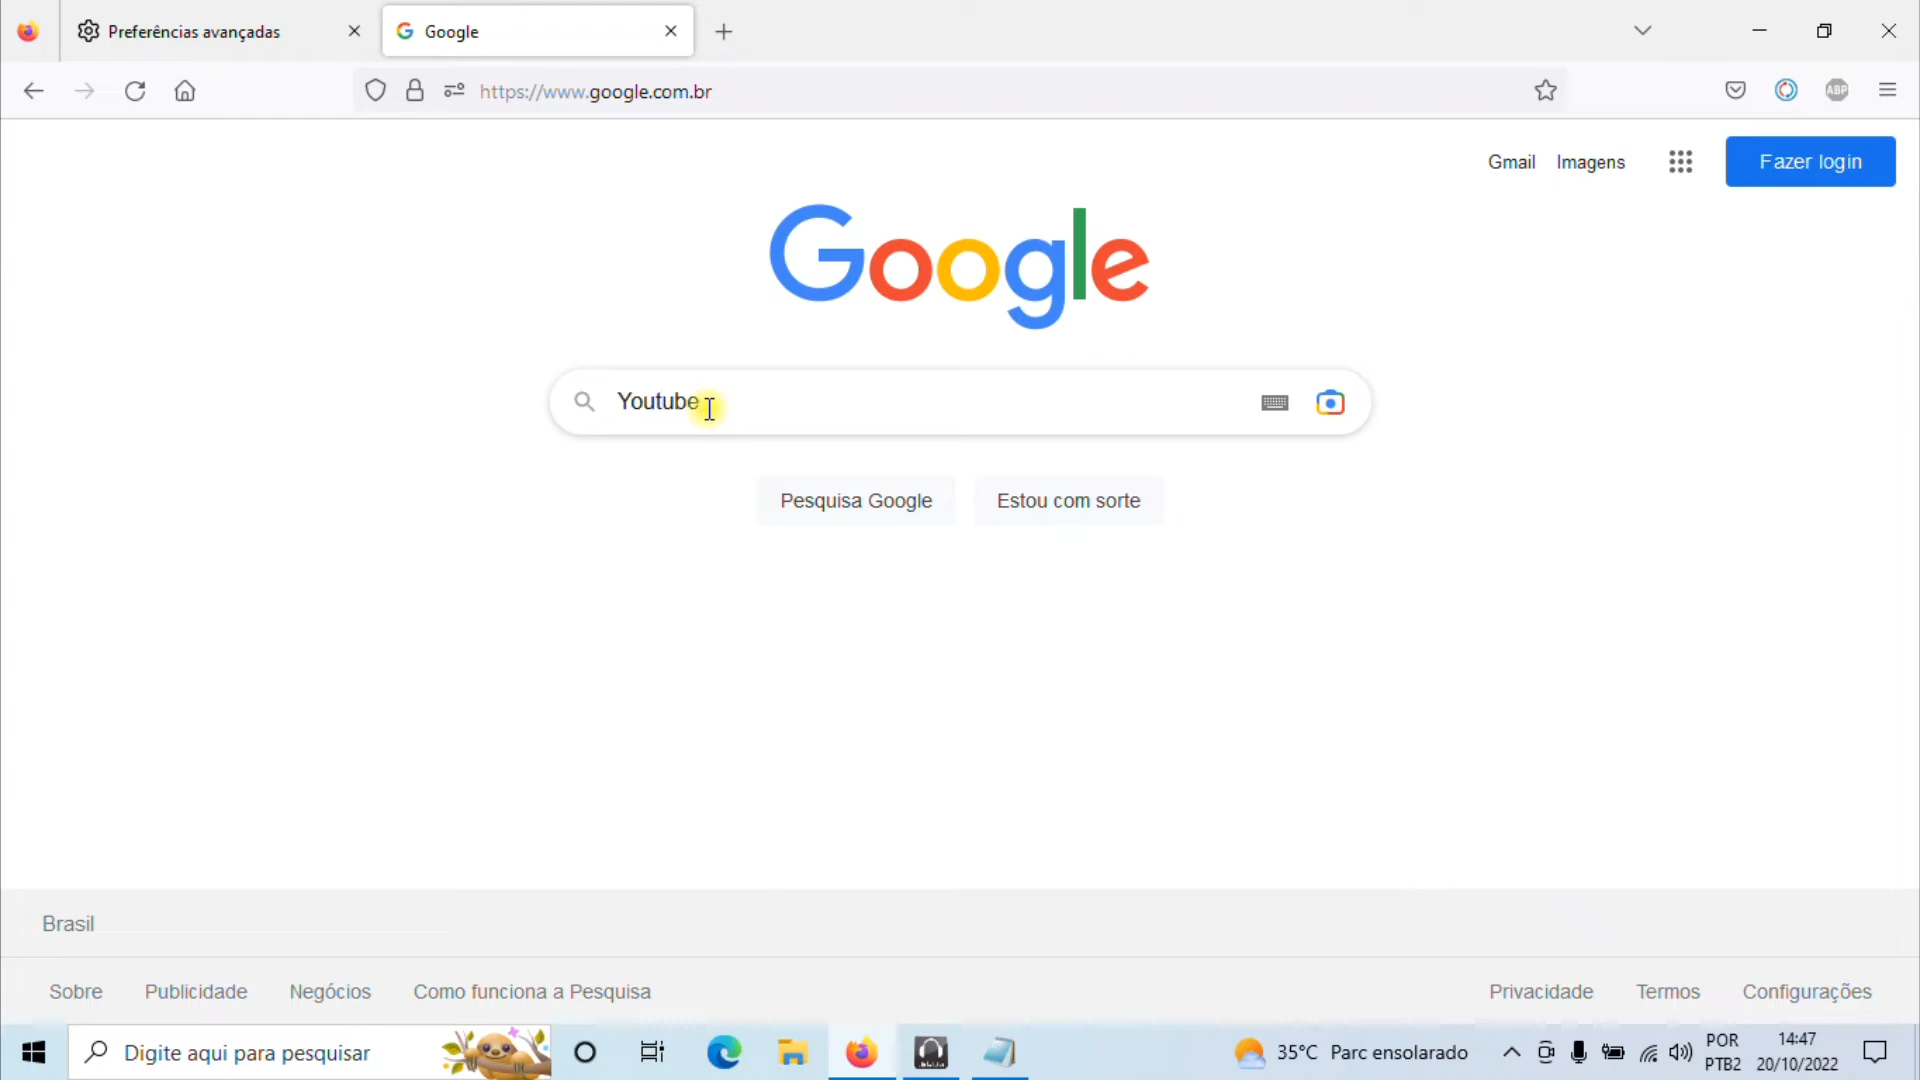 Preferências avançadas
Google
https://www.google.com.br
ABP
Gmail Imagens Fazer login
Google
Youtube
Pesquisa Google Estou com sorte
Brasil
Sobre Publicidade Negócios Como funciona a Pesquisa Privacidade Termos Configurações
Digite aqui para pesquisar 35°C Parc ensolarado
POR
PTB2
14:47
20/10/2022